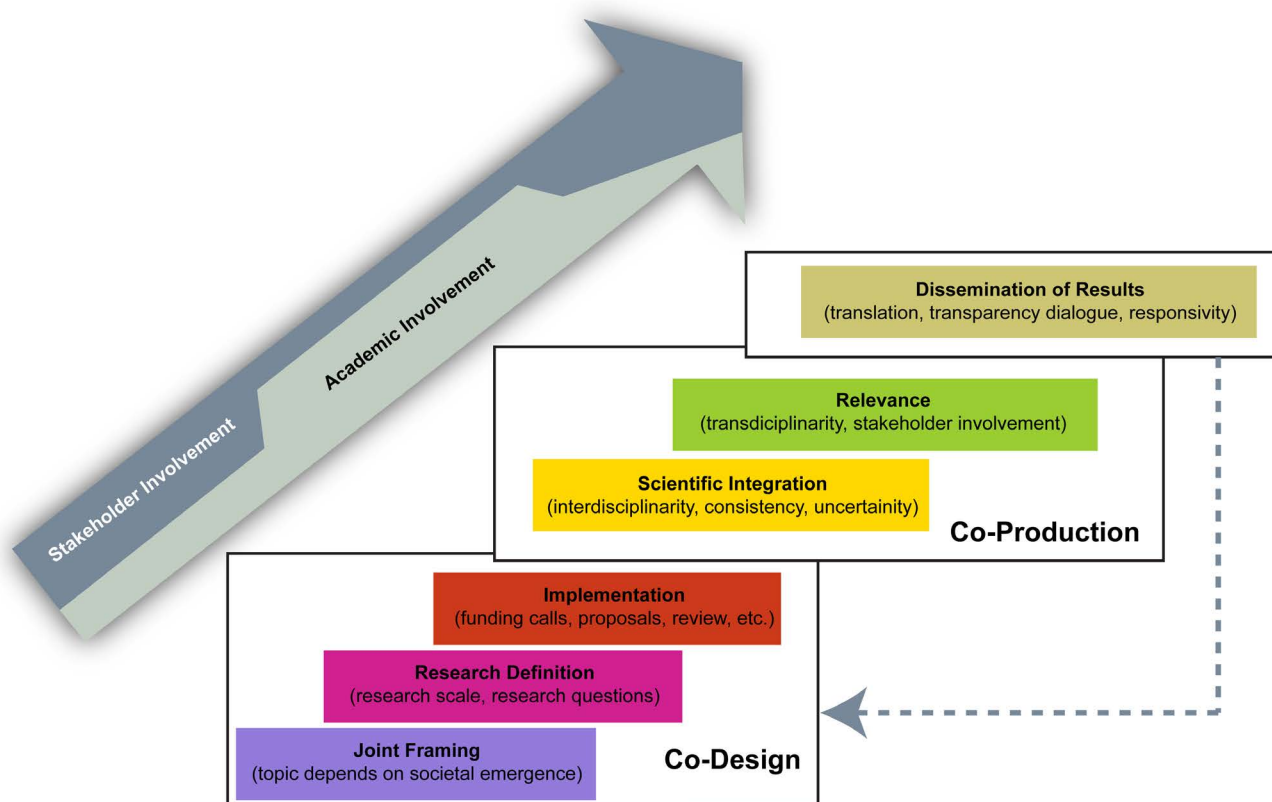 Stakeholder Involvement
Academic Involvement
Dissemination of Results
(translation, transparency dialogue, responsivity)
Relevance
(transdiciplinarity, stakeholder involvement)
Scientific Integration
(interdisciplinarity, consistency, uncertainity)
Co-Production
Implementation
(funding calls, proposals, review, etc.)
Research Definition
(research scale, research questions)
Joint Framing
(topic depends on societal emergence)
Co-Design